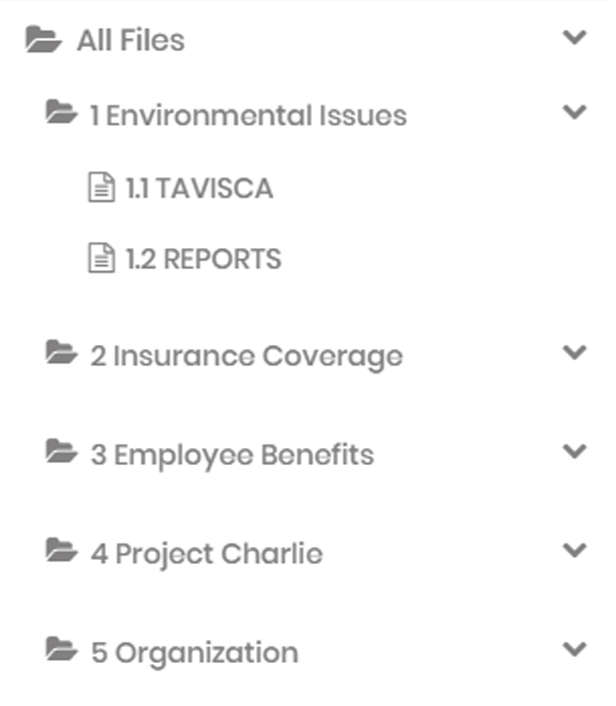 All Files
1 Environmental Issues
1.1 TAVISCA
1.2 REPORTS
2 Insurance Coverage
3 Employee Benefits
4 Project Charlie
5 Organization